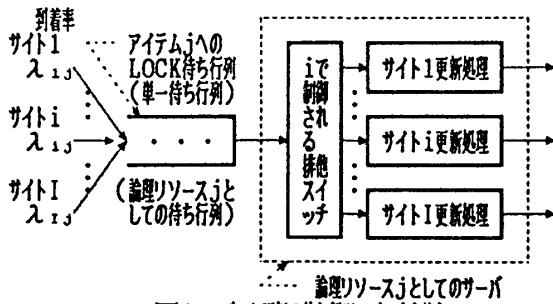 到着率
サイト1
λ1j
サイトi
λij
サイトI
λIj
アイテムjへの
LOCK待ち行列
(単一待ち行列)
(論理リソースjと
しての待ち行列)
iで制御される排他スイッチ
サイト1更新処理
サイトi更新処理
サイトI更新処理
論理リソースjとしてのサーバ